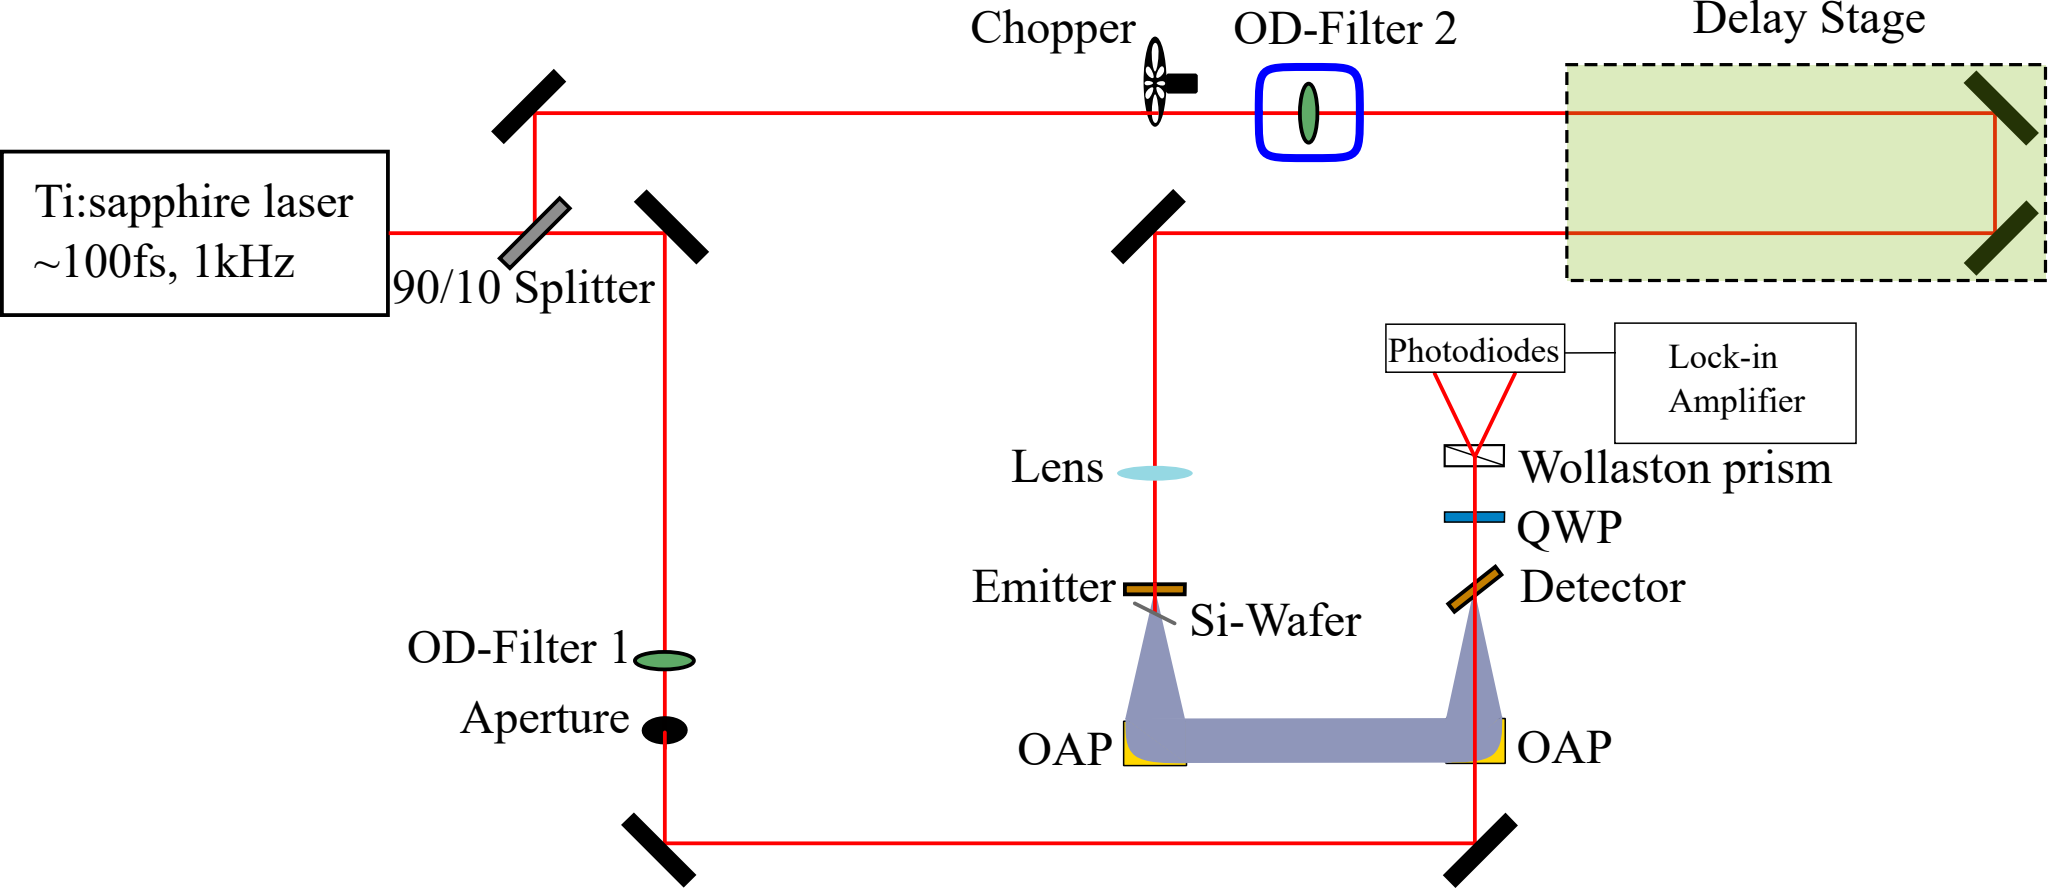 Delay Stage
Chopper
OD-Filter 2
Ti:sapphire laser
~100fs, 1kHz
90/10 Splitter
Photodiodes
Lock-in
Amplifier
Lens
Wollaston prism
QWP
Emitter
Detector
Si-Wafer
OD-Filter 1
Aperture
OAP
OAP